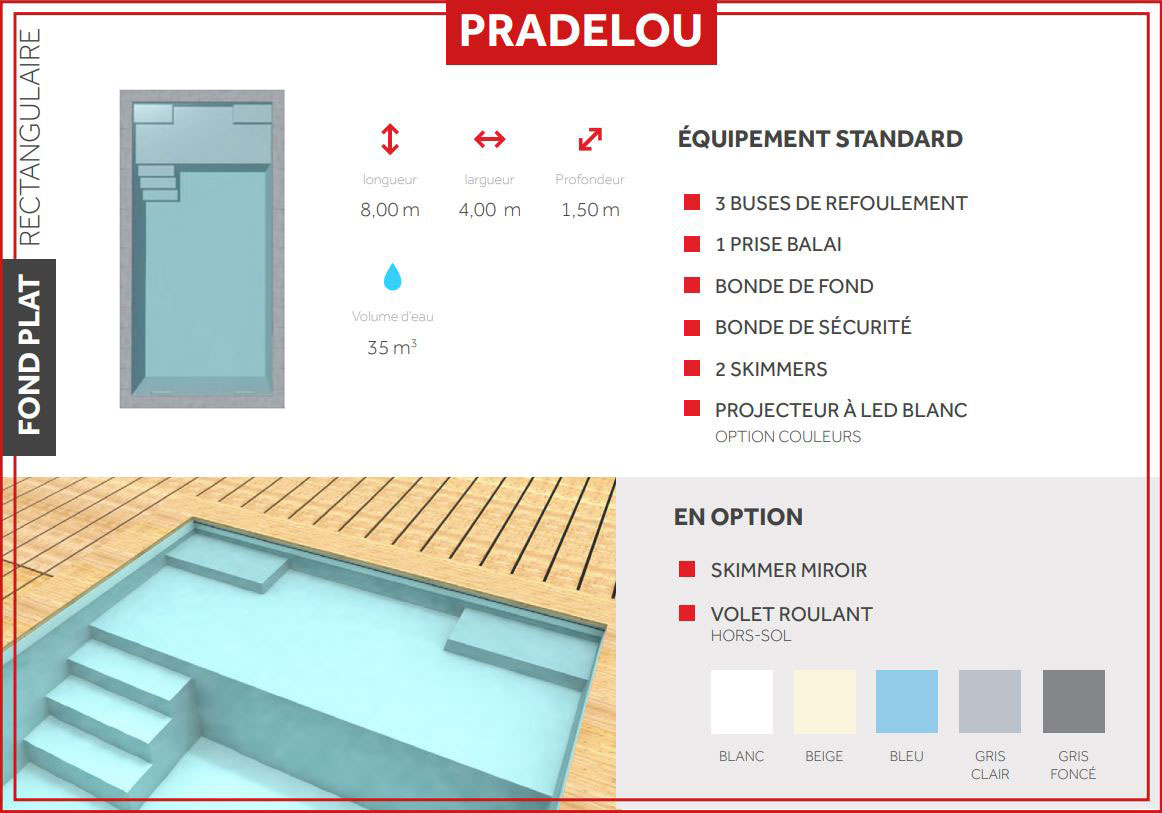 PRADELOU
RECTANGULAIRE
FOND PLAT
longueur
8,00 m
largueur
4,00 m
Profondeur
1,50 m
Volume d'eau
35 m³
ÉQUIPEMENT STANDARD
3 BUSES DE REFOULEMENT
1 PRISE BALAI
BONDE DE FOND
BONDE DE SÉCURITÉ
2 SKIMMERS
PROJECTEUR À LED BLANC
OPTION COULEURS
EN OPTION
SKIMMER MIROIR
VOLET ROULANT
HORS-SOL
BLANC
BEIGE
BLEU
GRIS
CLAIR
GRIS
FONCÉ